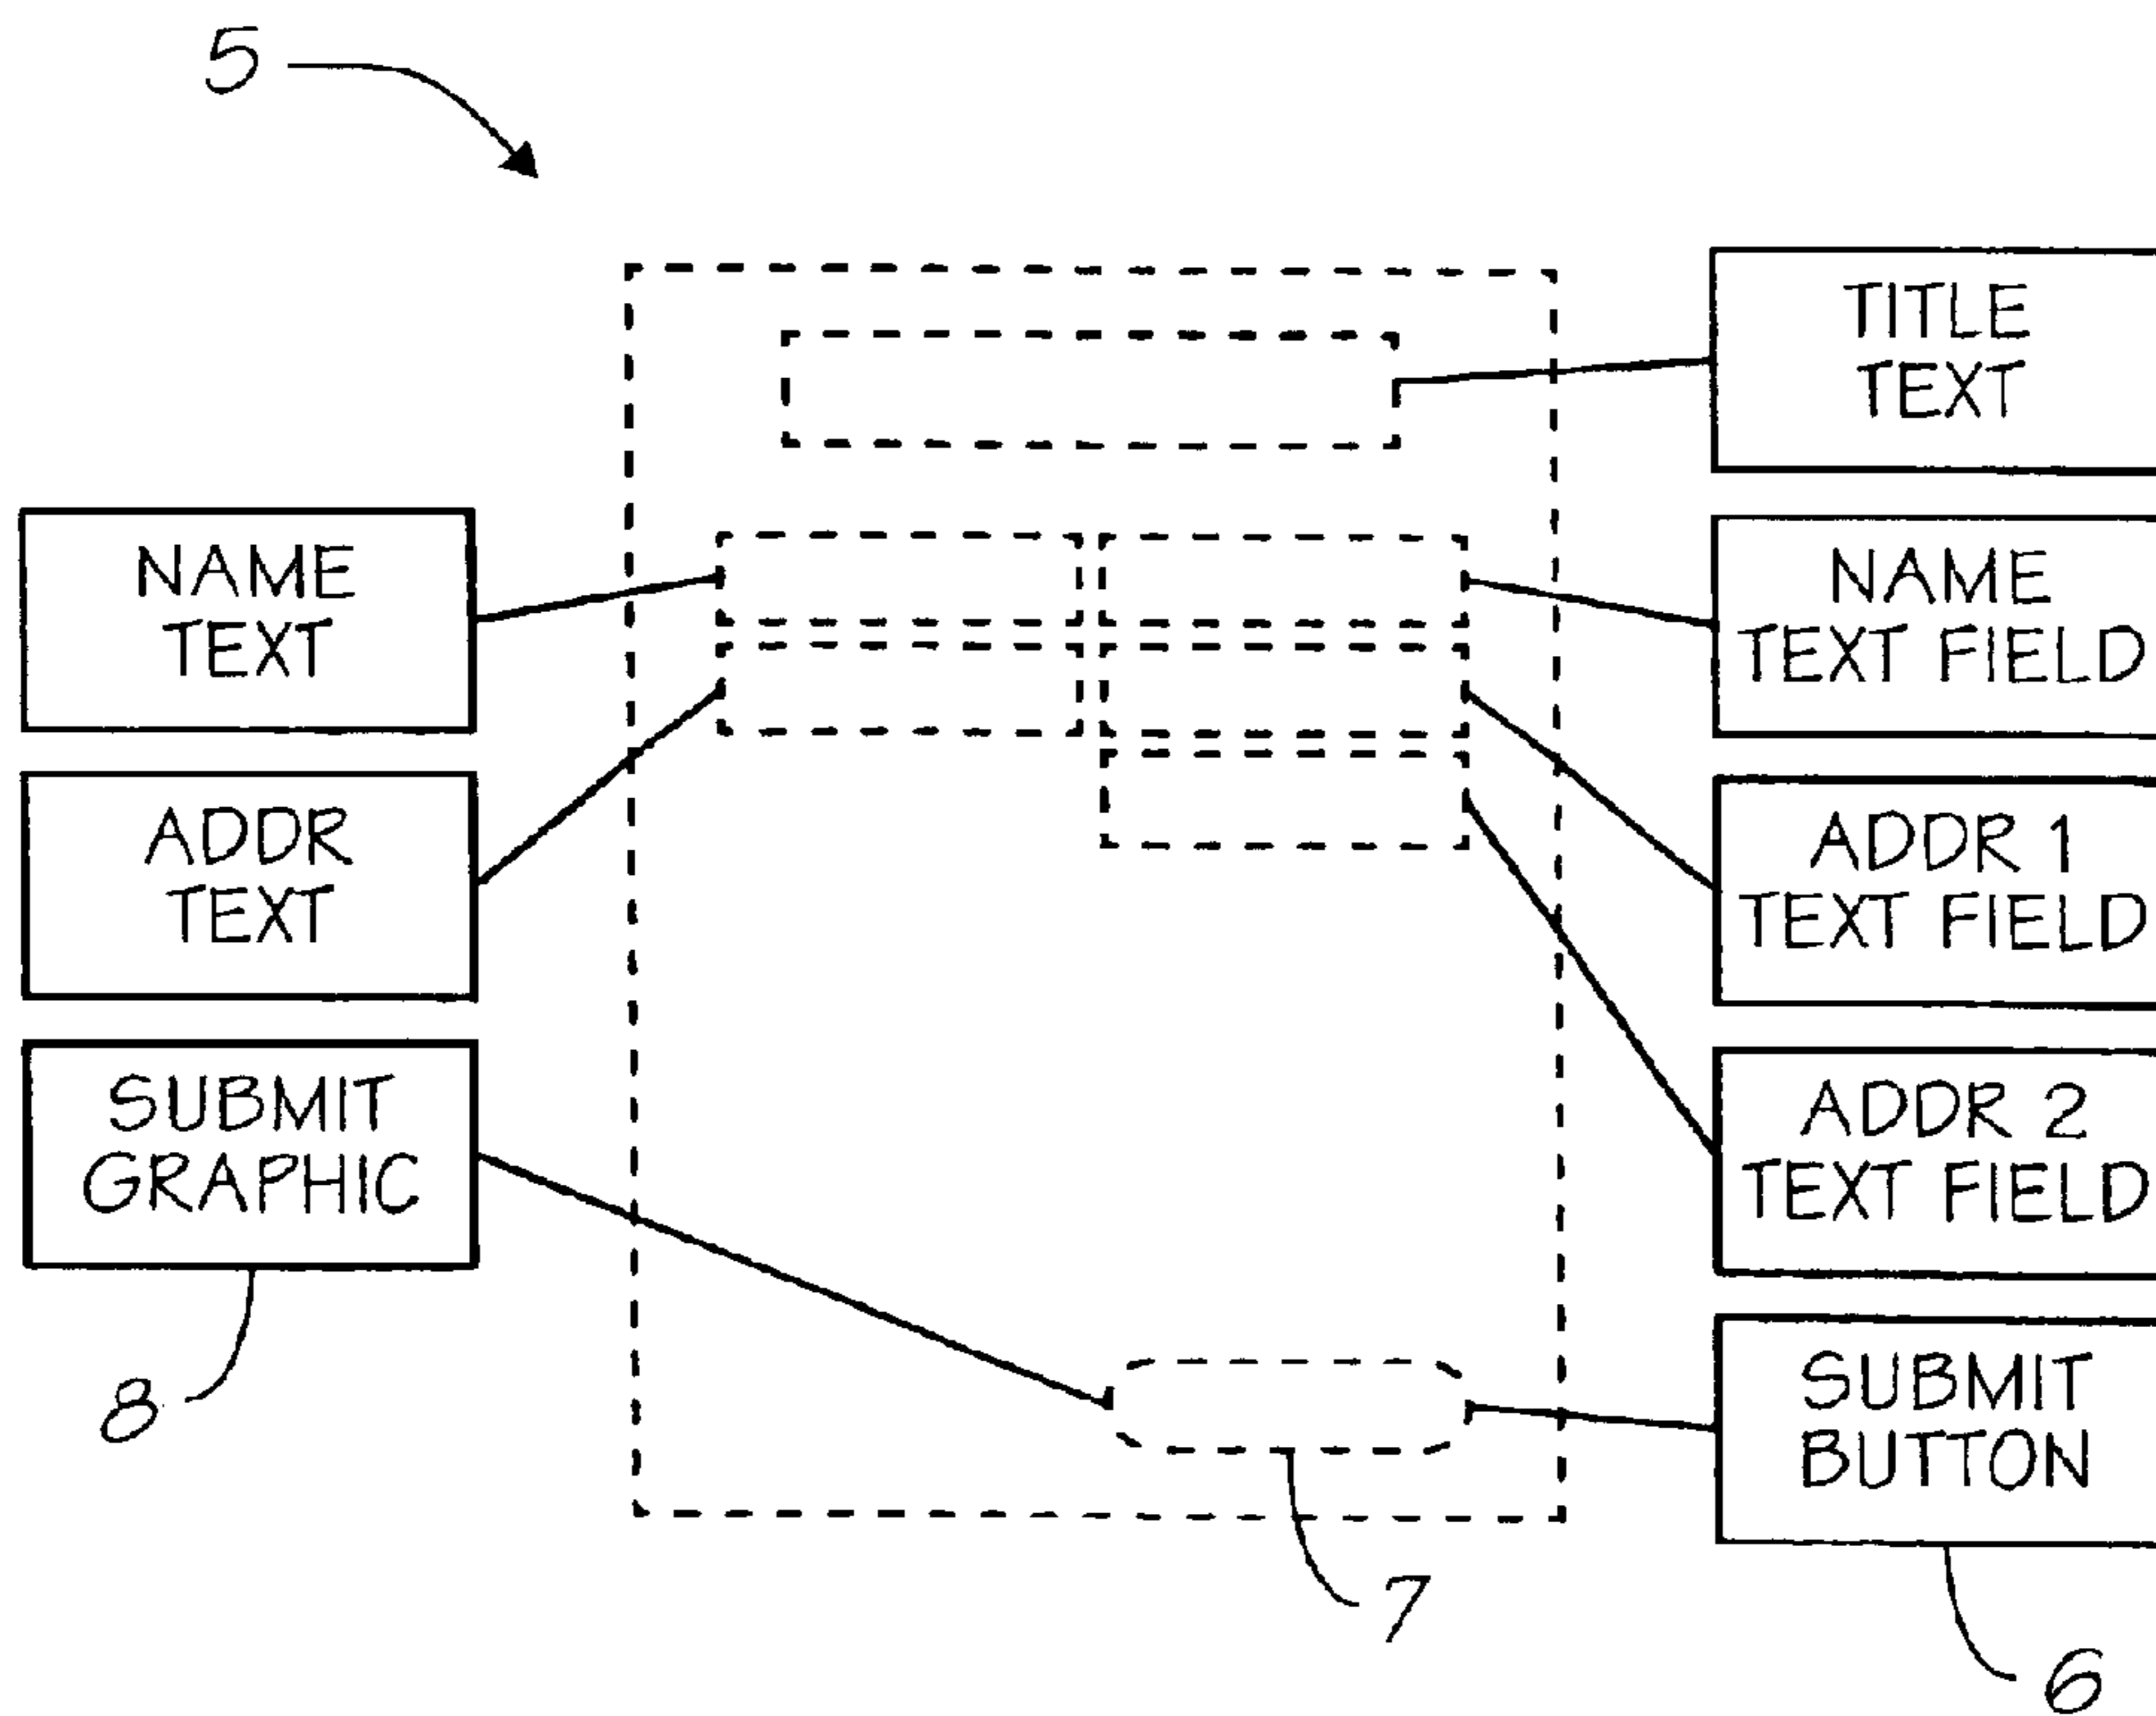 5
TITLE
TEXT
NAME
TEXT
NAME
TEXT FIELD
ADDR
TEXT
ADDR 1
TEXT FIELD
SUBMIT
GRAPHIC
ADDR 2
TEXT FIELD
8
SUBMIT
BUTTON
7
6